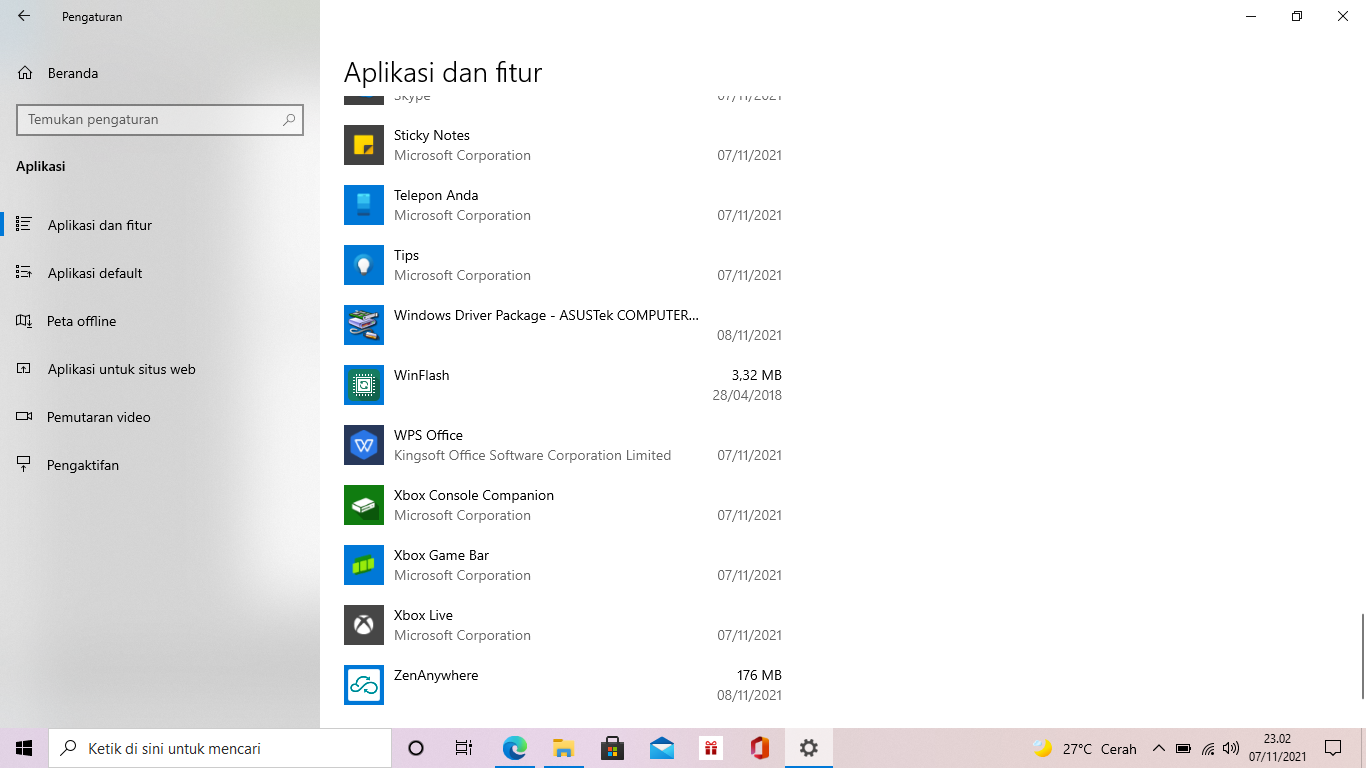 Pengaturan
Beranda
Temukan pengaturan
Aplikasi
Aplikasi dan fitur
Aplikasi default
Peta offline
Aplikasi untuk situs web
Pemutaran video
Pengaktifan
Aplikasi dan fitur
Skype 07/11/2021
Sticky Notes
Microsoft Corporation 07/11/2021
Telepon Anda
Microsoft Corporation 07/11/2021
Tips
Microsoft Corporation 07/11/2021
Windows Driver Package - ASUSTek COMPUTER...
08/11/2021
WinFlash 3,32 MB
28/04/2018
WPS Office
Kingsoft Office Software Corporation Limited 07/11/2021
Xbox Console Companion
Microsoft Corporation 07/11/2021
Xbox Game Bar
Microsoft Corporation 07/11/2021
Xbox Live
Microsoft Corporation 07/11/2021
ZenAnywhere 176 MB
08/11/2021
Ketik di sini untuk mencari
27°C Cerah
23.02
07/11/2021